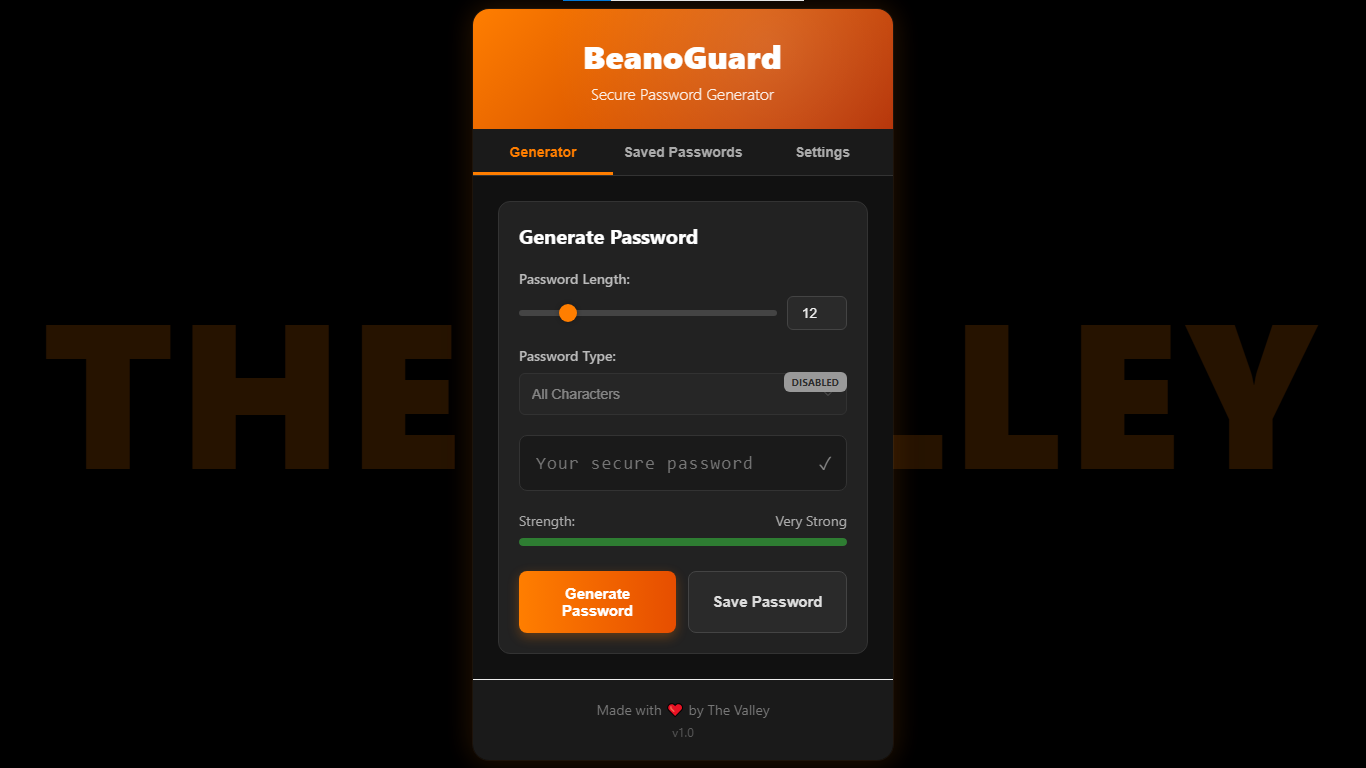 BeanoGuard
Secure Password Generator
Generator Saved Passwords Settings
Generate Password
Password Length:
12
Password Type:
DISABLED
All Characters
Your secure password ✓
Strength: Very Strong
Generate
Password
Save Password
THE LLEY
Made with ❤️ by The Valley
v1.0